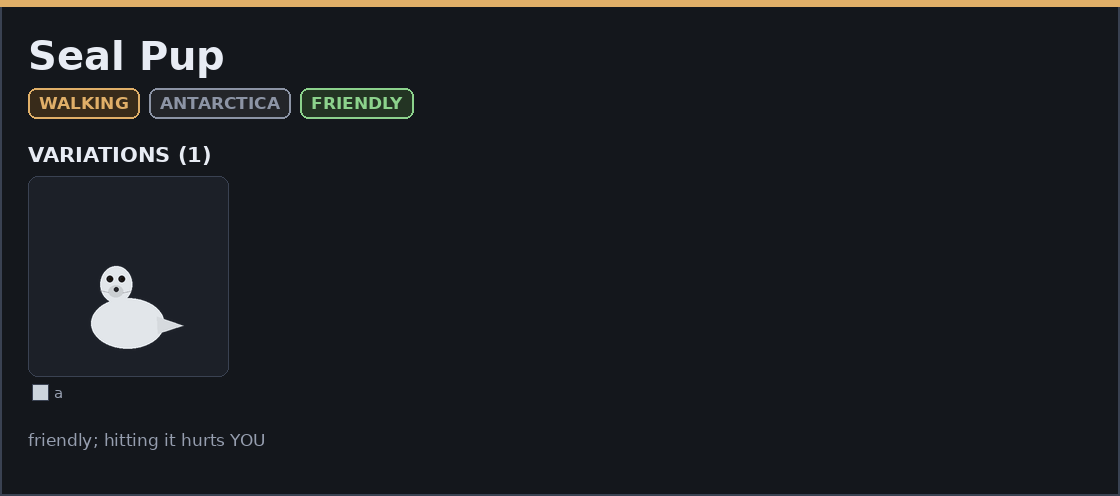 Seal Pup
WALKING ANTARCTICA FRIENDLY
VARIATIONS (1)
a
friendly; hitting it hurts YOU